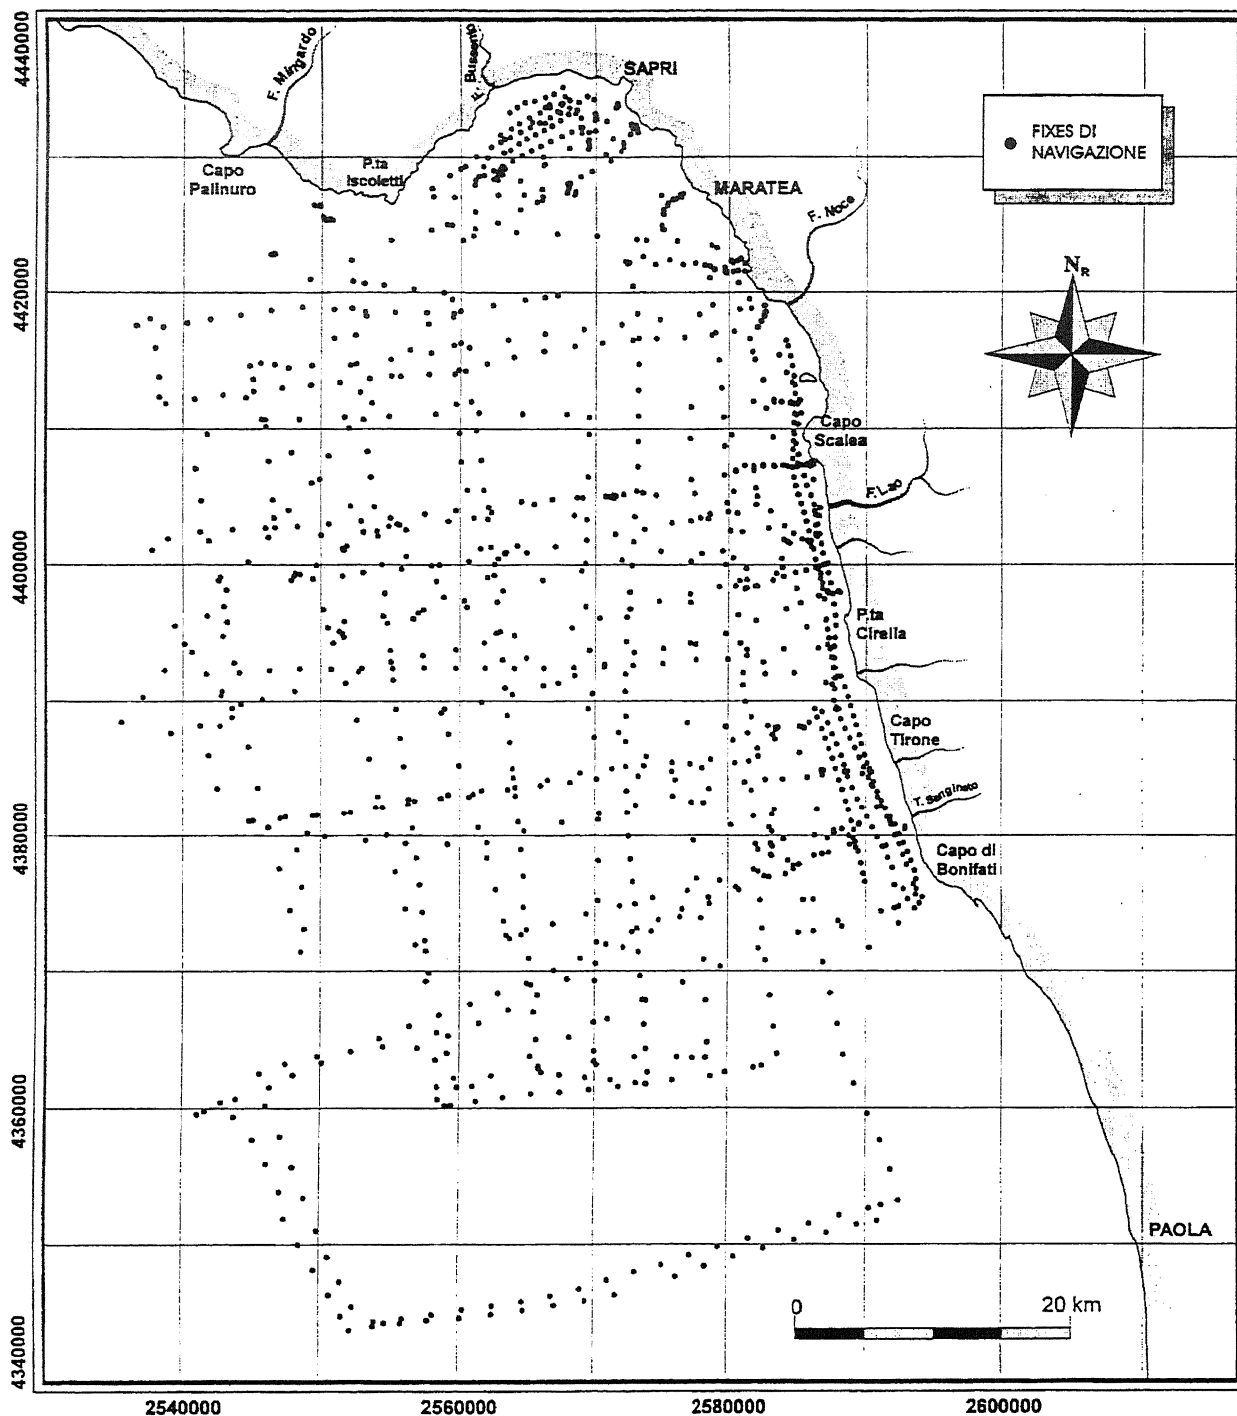 4440000
4420000
4400000
4380000
4360000
4340000
2540000
2560000
2580000
2600000
F. Mingardo
F. Bussento
SAPRI
Capo
Palinuro
P.ta
Iscoletti
MARATEA
F. Noce
FIXES DI
NAVIGAZIONE
NR
Capo
Scalea
F. Lao
P.ta
Cirella
Capo
Tirone
T. Sangineto
Capo di
Bonifati
PAOLA
0
20 km